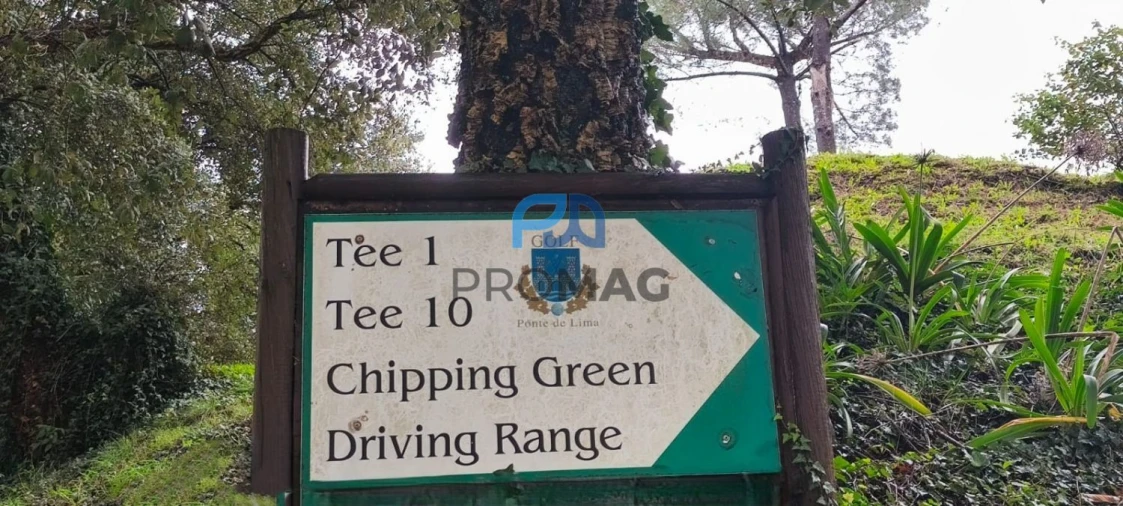 Tee 1
GOLF
PROMAG
Tee 10
Ponte de Lima
Chipping Green
Driving Range